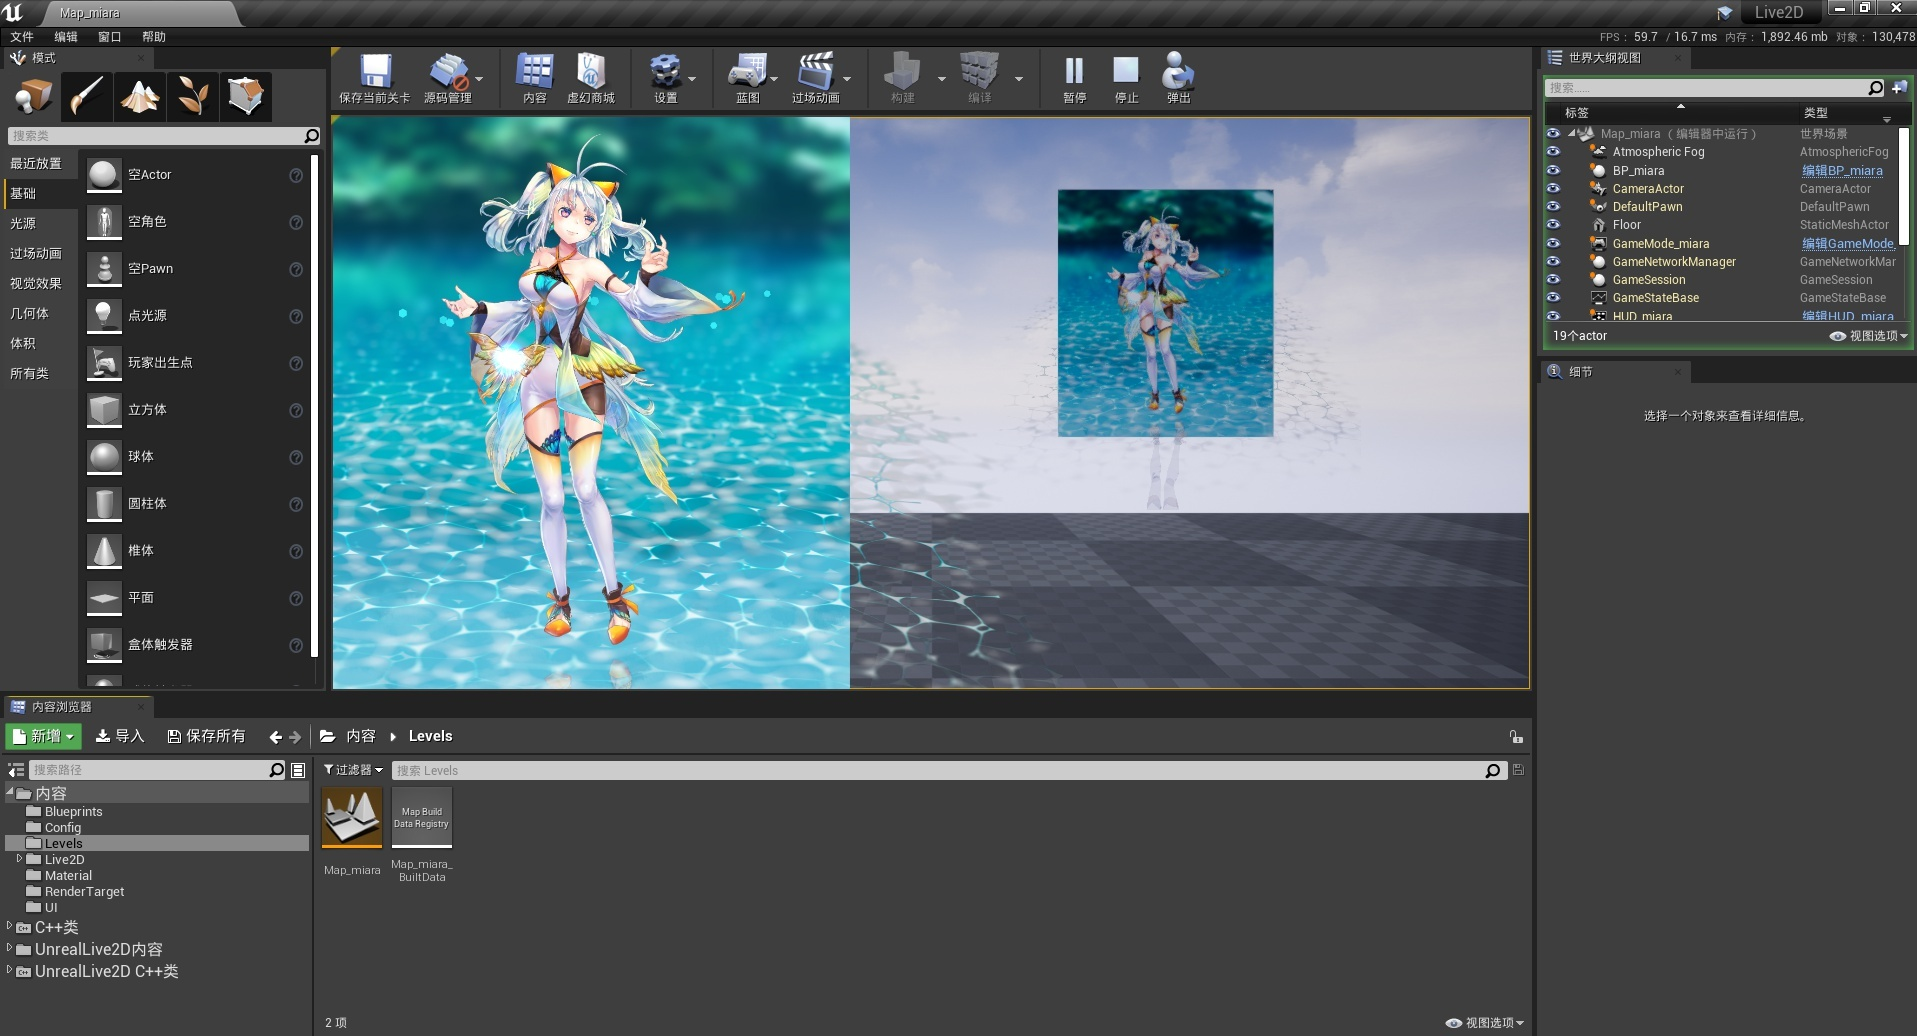 Map_miara
Live2D
文件 编辑 窗口 帮助
FPS： 59.7 / 16.7 ms 内存： 1,892.46 mb 对象： 130,478
模式
搜索类
最近放置
基础
光源
过场动画
视觉效果
几何体
体积
所有类
空Actor
空角色
空Pawn
点光源
玩家出生点
立方体
球体
圆柱体
椎体
平面
盒体触发器
保存当前关卡 源码管理 内容 虚幻商城 设置 蓝图 过场动画 构建 编译 暂停 停止 弹出
世界大纲视图
搜索......
标签 类型
Map_miara （编辑器中运行） 世界场景
Atmospheric Fog AtmosphericFog
BP_miara 编辑BP_miara
CameraActor CameraActor
DefaultPawn DefaultPawn
Floor StaticMeshActor
GameMode_miara 编辑GameMode_
GameNetworkManager GameNetworkMar
GameSession GameSession
GameStateBase GameStateBase
HUD_miara 编辑HUD_miara
19个actor 视图选项
细节
选择一个对象来查看详细信息。
内容浏览器
新增 导入 保存所有 内容 Levels
搜索路径
内容
Blueprints
Config
Levels
Live2D
Material
RenderTarget
UI
C++类
UnrealLive2D内容
UnrealLive2D C++类
过滤器 搜索 Levels
Map Build
Data Registry
Map_miara
Map_miara_
BuiltData
2 项 视图选项